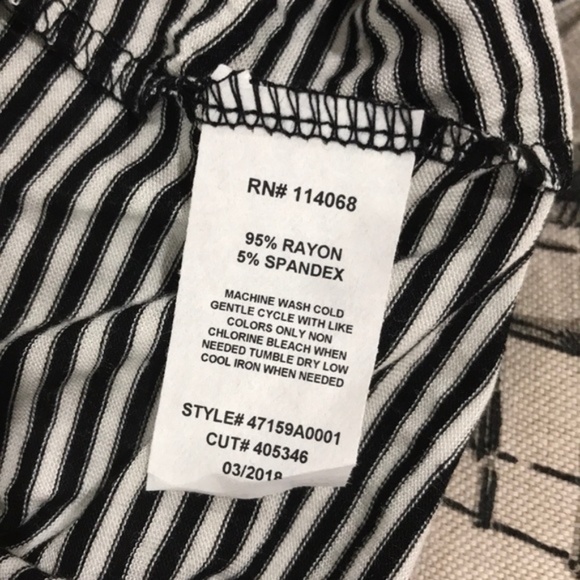 RN# 114068
95% RAYON
5% SPANDEX
MACHINE WASH COLD
GENTLE CYCLE WITH LIKE
COLORS ONLY NON
CHLORINE BLEACH WHEN
NEEDED TUMBLE DRY LOW
COOL IRON WHEN NEEDED
STYLE# 47159A0001
CUT# 405346
03/2018